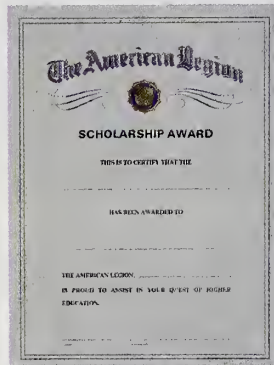 The American Legion
SCHOLARSHIP AWARD
THIS IS TO CERTIFY THAT THE
HAS BEEN AWARDED TO
THE AMERICAN LEGION,
IS PROUD TO ASSIST IN YOUR QUEST OF HIGHER
EDUCATION.